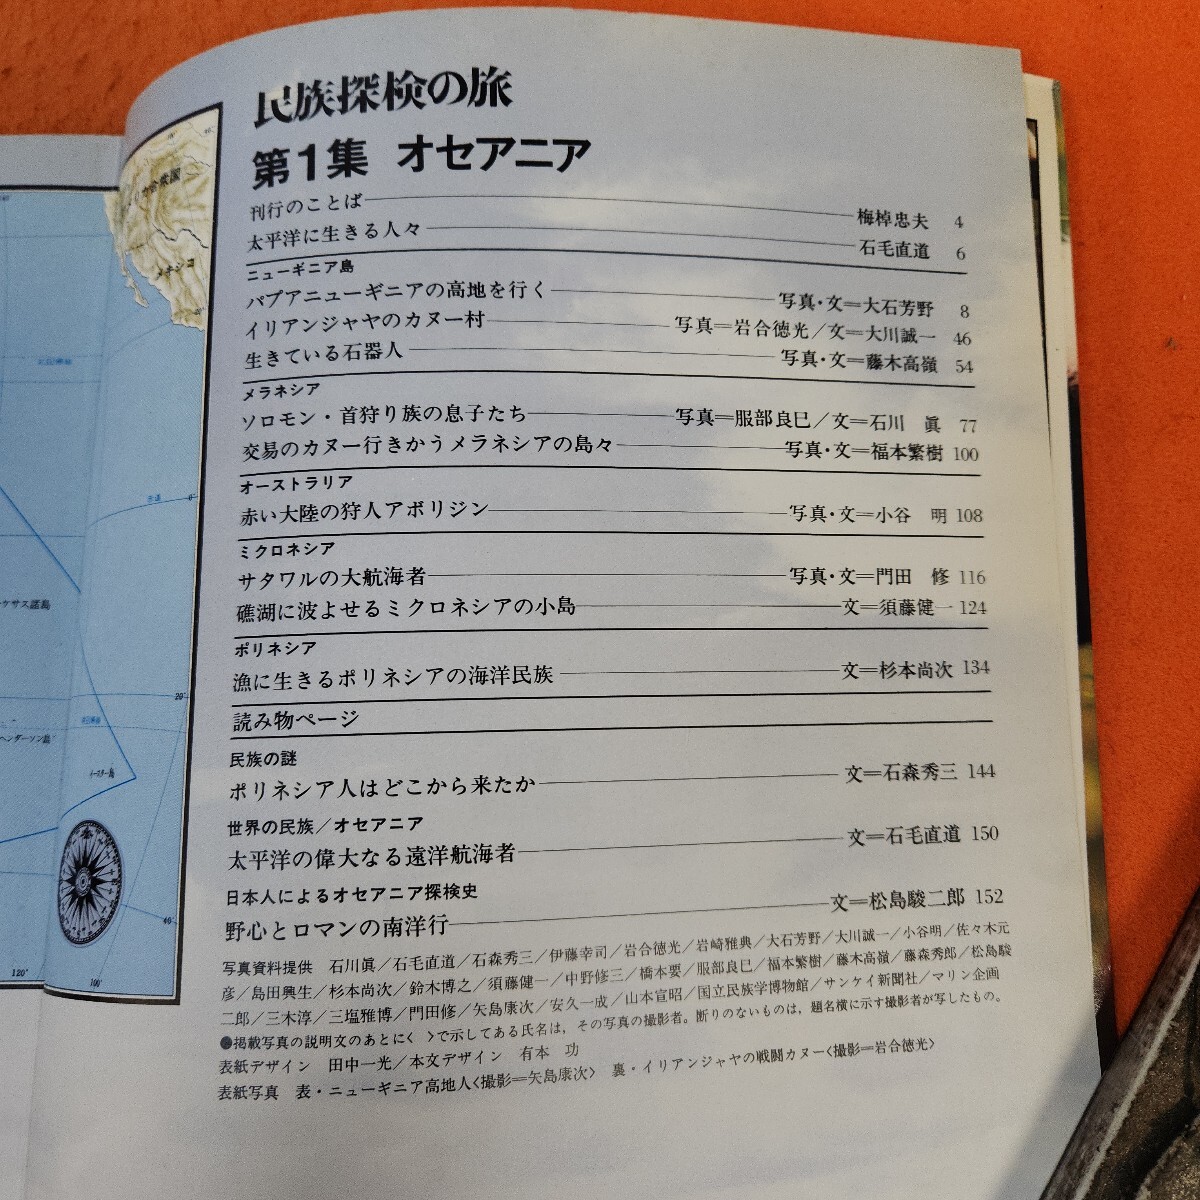 民族探検の旅
第1集 オセアニア
刊行のことば 梅棹忠夫 4
太平洋に生きる人々 石毛直道 6
ニューギニア島
パプアニューギニアの高地を行く 写真・文=大石芳野 8
イリアンジャヤのカヌー村 写真=岩合徳光/文=大川誠一 46
生きている石器人 写真・文=藤木高嶺 54
メラネシア
ソロモン・首狩り族の息子たち 写真=服部良巳/文=石川 眞 77
交易のカヌー行きかうメラネシアの島々 写真・文=福本繁樹 100
オーストラリア
赤い大陸の狩人アボリジン 写真・文=小谷 明 108
ミクロネシア
サタワルの大航海者 写真・文=門田 修 116
礁湖に波よせるミクロネシアの小島 文=須藤健一 124
ポリネシア
漁に生きるポリネシアの海洋民族 文=杉本尚次 134
読み物ページ
民族の謎
ポリネシア人はどこから来たか 文=石森秀三 144
世界の民族/オセアニア
太平洋の偉大なる遠洋航海者 文=石毛直道 150
日本人によるオセアニア探検史
野心とロマンの南洋行 文=松島駿二郎 152
写真資料提供 石川眞/石毛直道/石森秀三/伊藤幸司/岩合徳光/岩崎雅典/大石芳野/大川誠一/小谷明/佐々木元
彦/島田興生/杉本尚次/鈴木博之/須藤健一/中野修三/橋本要/服部良巳/福本繁樹/藤木高嶺/藤森秀郎/松島駿
二郎/三木淳/三塩雅博/門田修/矢島康次/安久一成/山本宣昭/国立民族学博物館/サンケイ新聞社/マリン企画
●掲載写真の説明文のあとに〈 〉で示してある氏名は，その写真の撮影者。断りのないものは，題名横に示す撮影者が写したもの。
表紙デザイン 田中一光/本文デザイン 有本 功
表紙写真 表・ニューギニア高地人〈撮影=矢島康次〉 裏・イリアンジャヤの戦闘カヌー〈撮影=岩合徳光〉
メキシコ
赤道
0°
ケサス諸島
20°
ヘンダーソン島
イースター島
40°
120°
100°